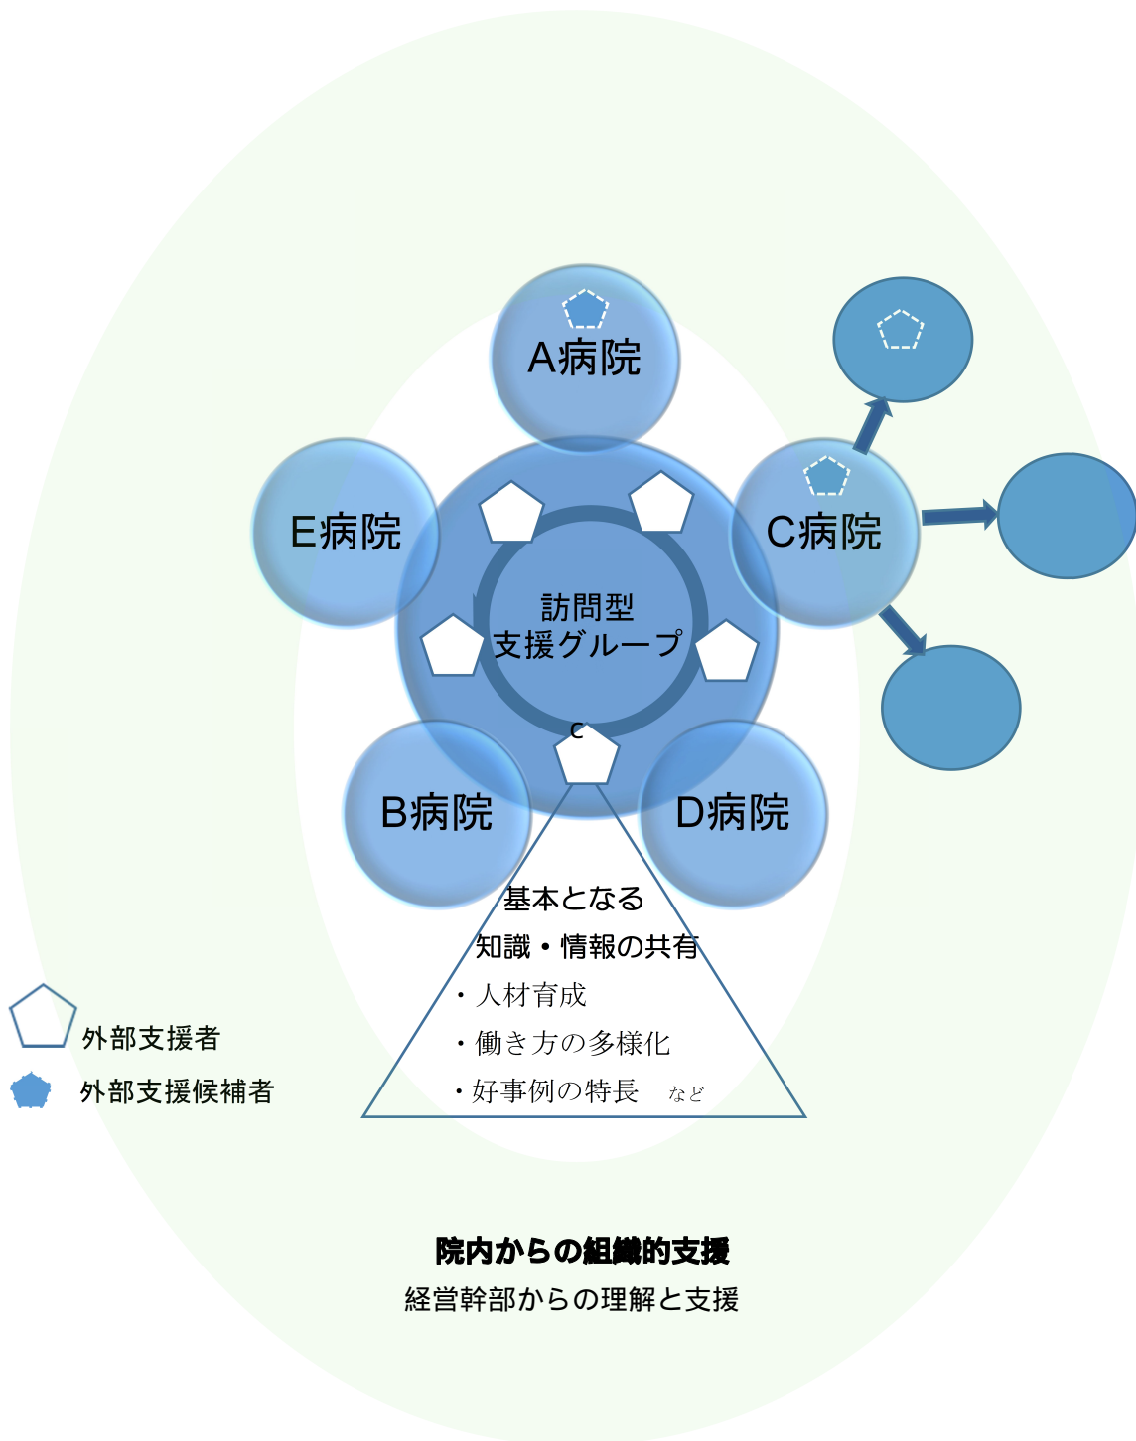 A病院
E病院
C病院
訪問型
支援グループ
c
B病院
D病院
基本となる
知識・情報の共有
・人材育成
・働き方の多様化
・好事例の特長 など
外部支援者
外部支援候補者
院内からの組織的支援
経営幹部からの理解と支援